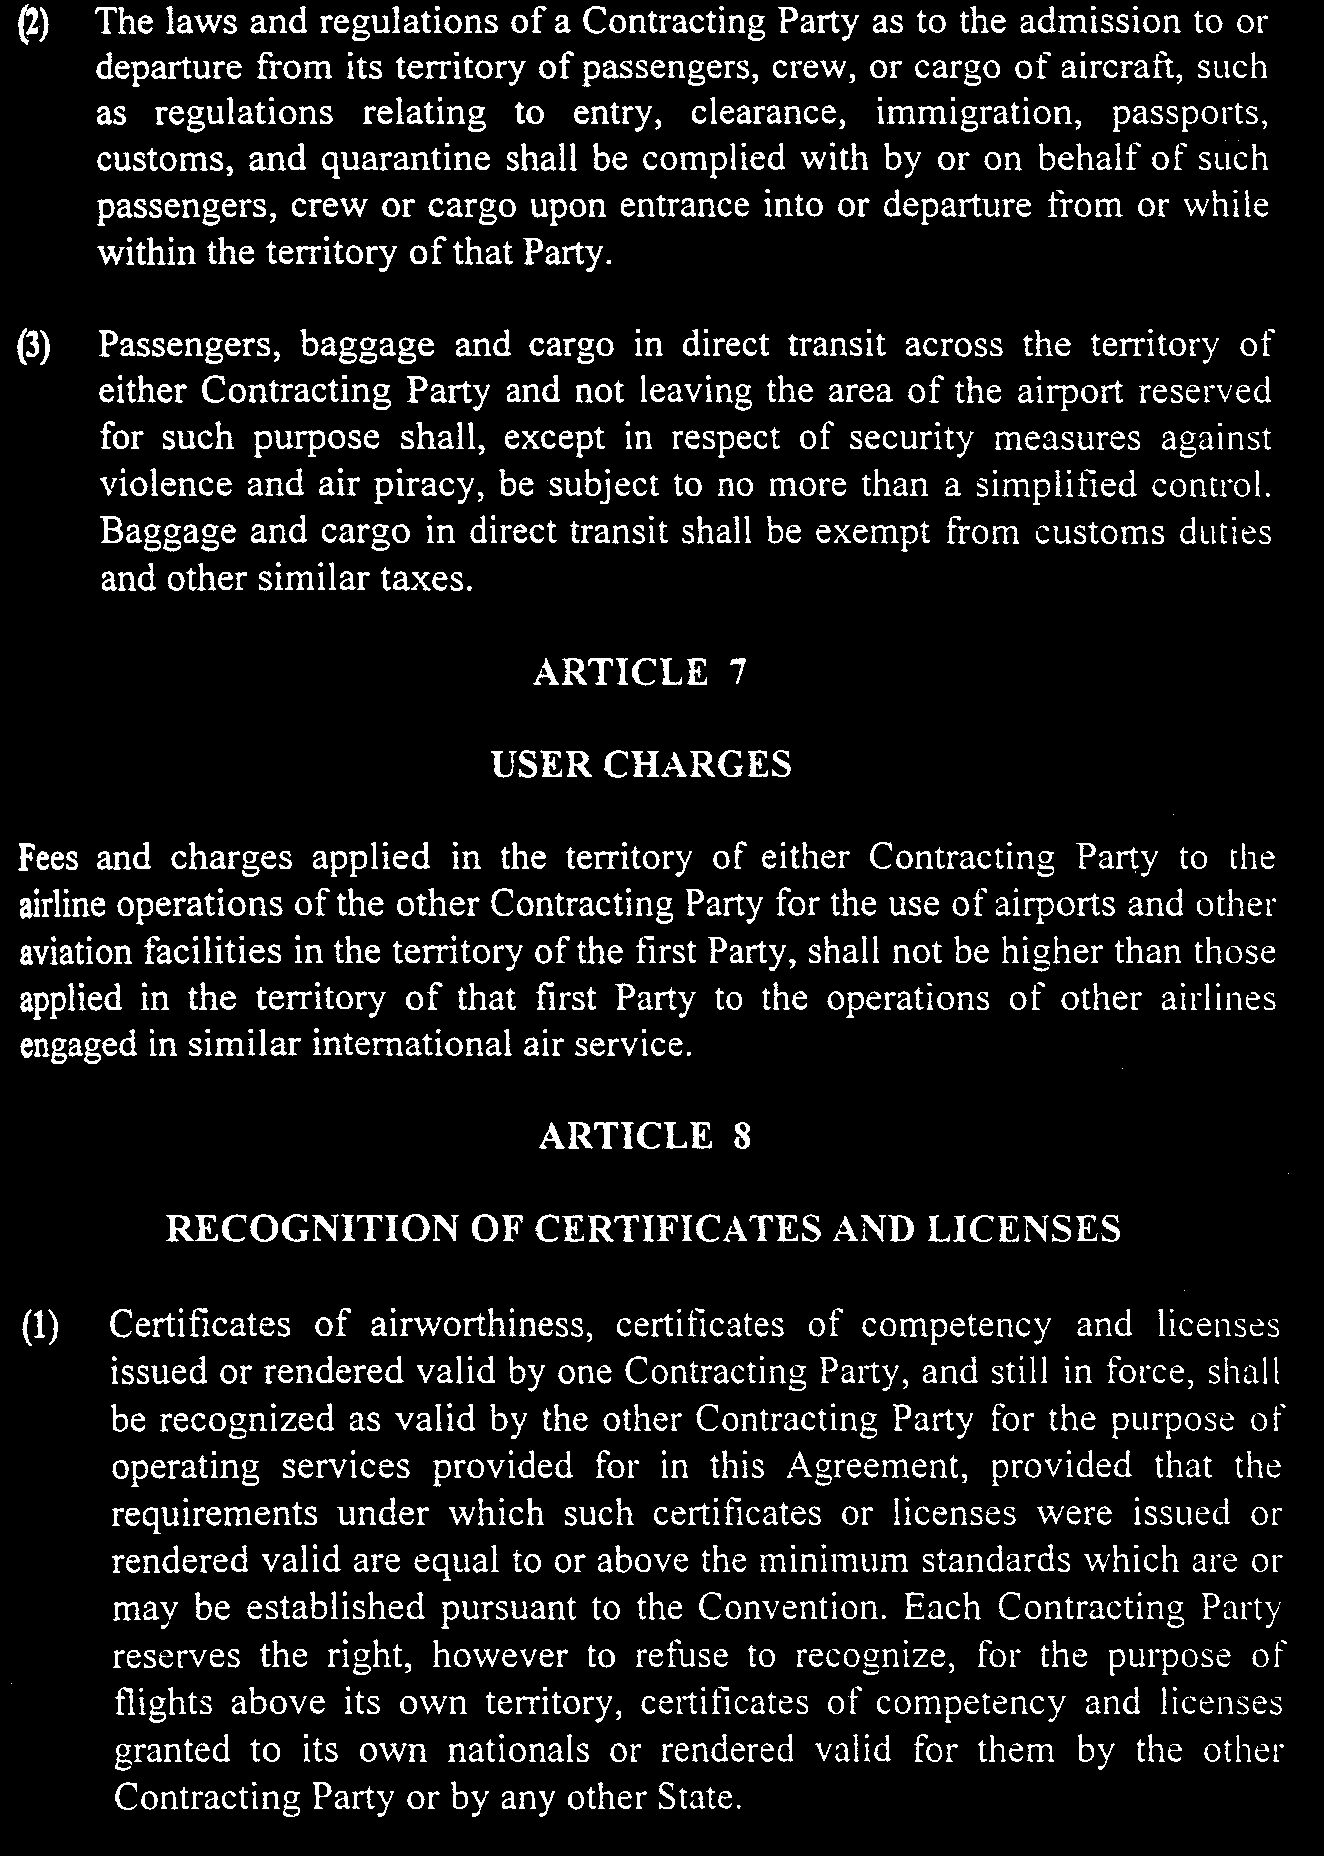 (2) The laws and regulations of a Contracting Party as to the admission to or
departure from its territory of passengers, crew, or cargo of aircraft, such
as regulations relating to entry, clearance, immigration, passports,
customs, and quarantine shall be complied with by or on behalf of such
passengers, crew or cargo upon entrance into or departure from or while
within the territory of that Party.
(3) Passengers, baggage and cargo in direct transit across the territory of
either Contracting Party and not leaving the area of the airport reserved
for such purpose shall, except in respect of security measures against
violence and air piracy, be subject to no more than a simplified control.
Baggage and cargo in direct transit shall be exempt from customs duties
and other similar taxes.
ARTICLE 7
USER CHARGES
Fees and charges applied in the territory of either Contracting Party to the
airline operations of the other Contracting Party for the use of airports and other
aviation facilities in the territory of the first Party, shall not be higher than those
applied in the territory of that first Party to the operations of other airlines
engaged in similar international air service.
ARTICLE 8
RECOGNITION OF CERTIFICATES AND LICENSES
(1) Certificates of airworthiness, certificates of competency and licenses
issued or rendered valid by one Contracting Party, and still in force, shall
be recognized as valid by the other Contracting Party for the purpose of
operating services provided for in this Agreement, provided that the
requirements under which such certificates or licenses were issued or
rendered valid are equal to or above the minimum standards which are or
may be established pursuant to the Convention. Each Contracting Party
reserves the right, however to refuse to recognize, for the purpose of
flights above its own territory, certificates of competency and licenses
granted to its own nationals or rendered valid for them by the other
Contracting Party or by any other State.